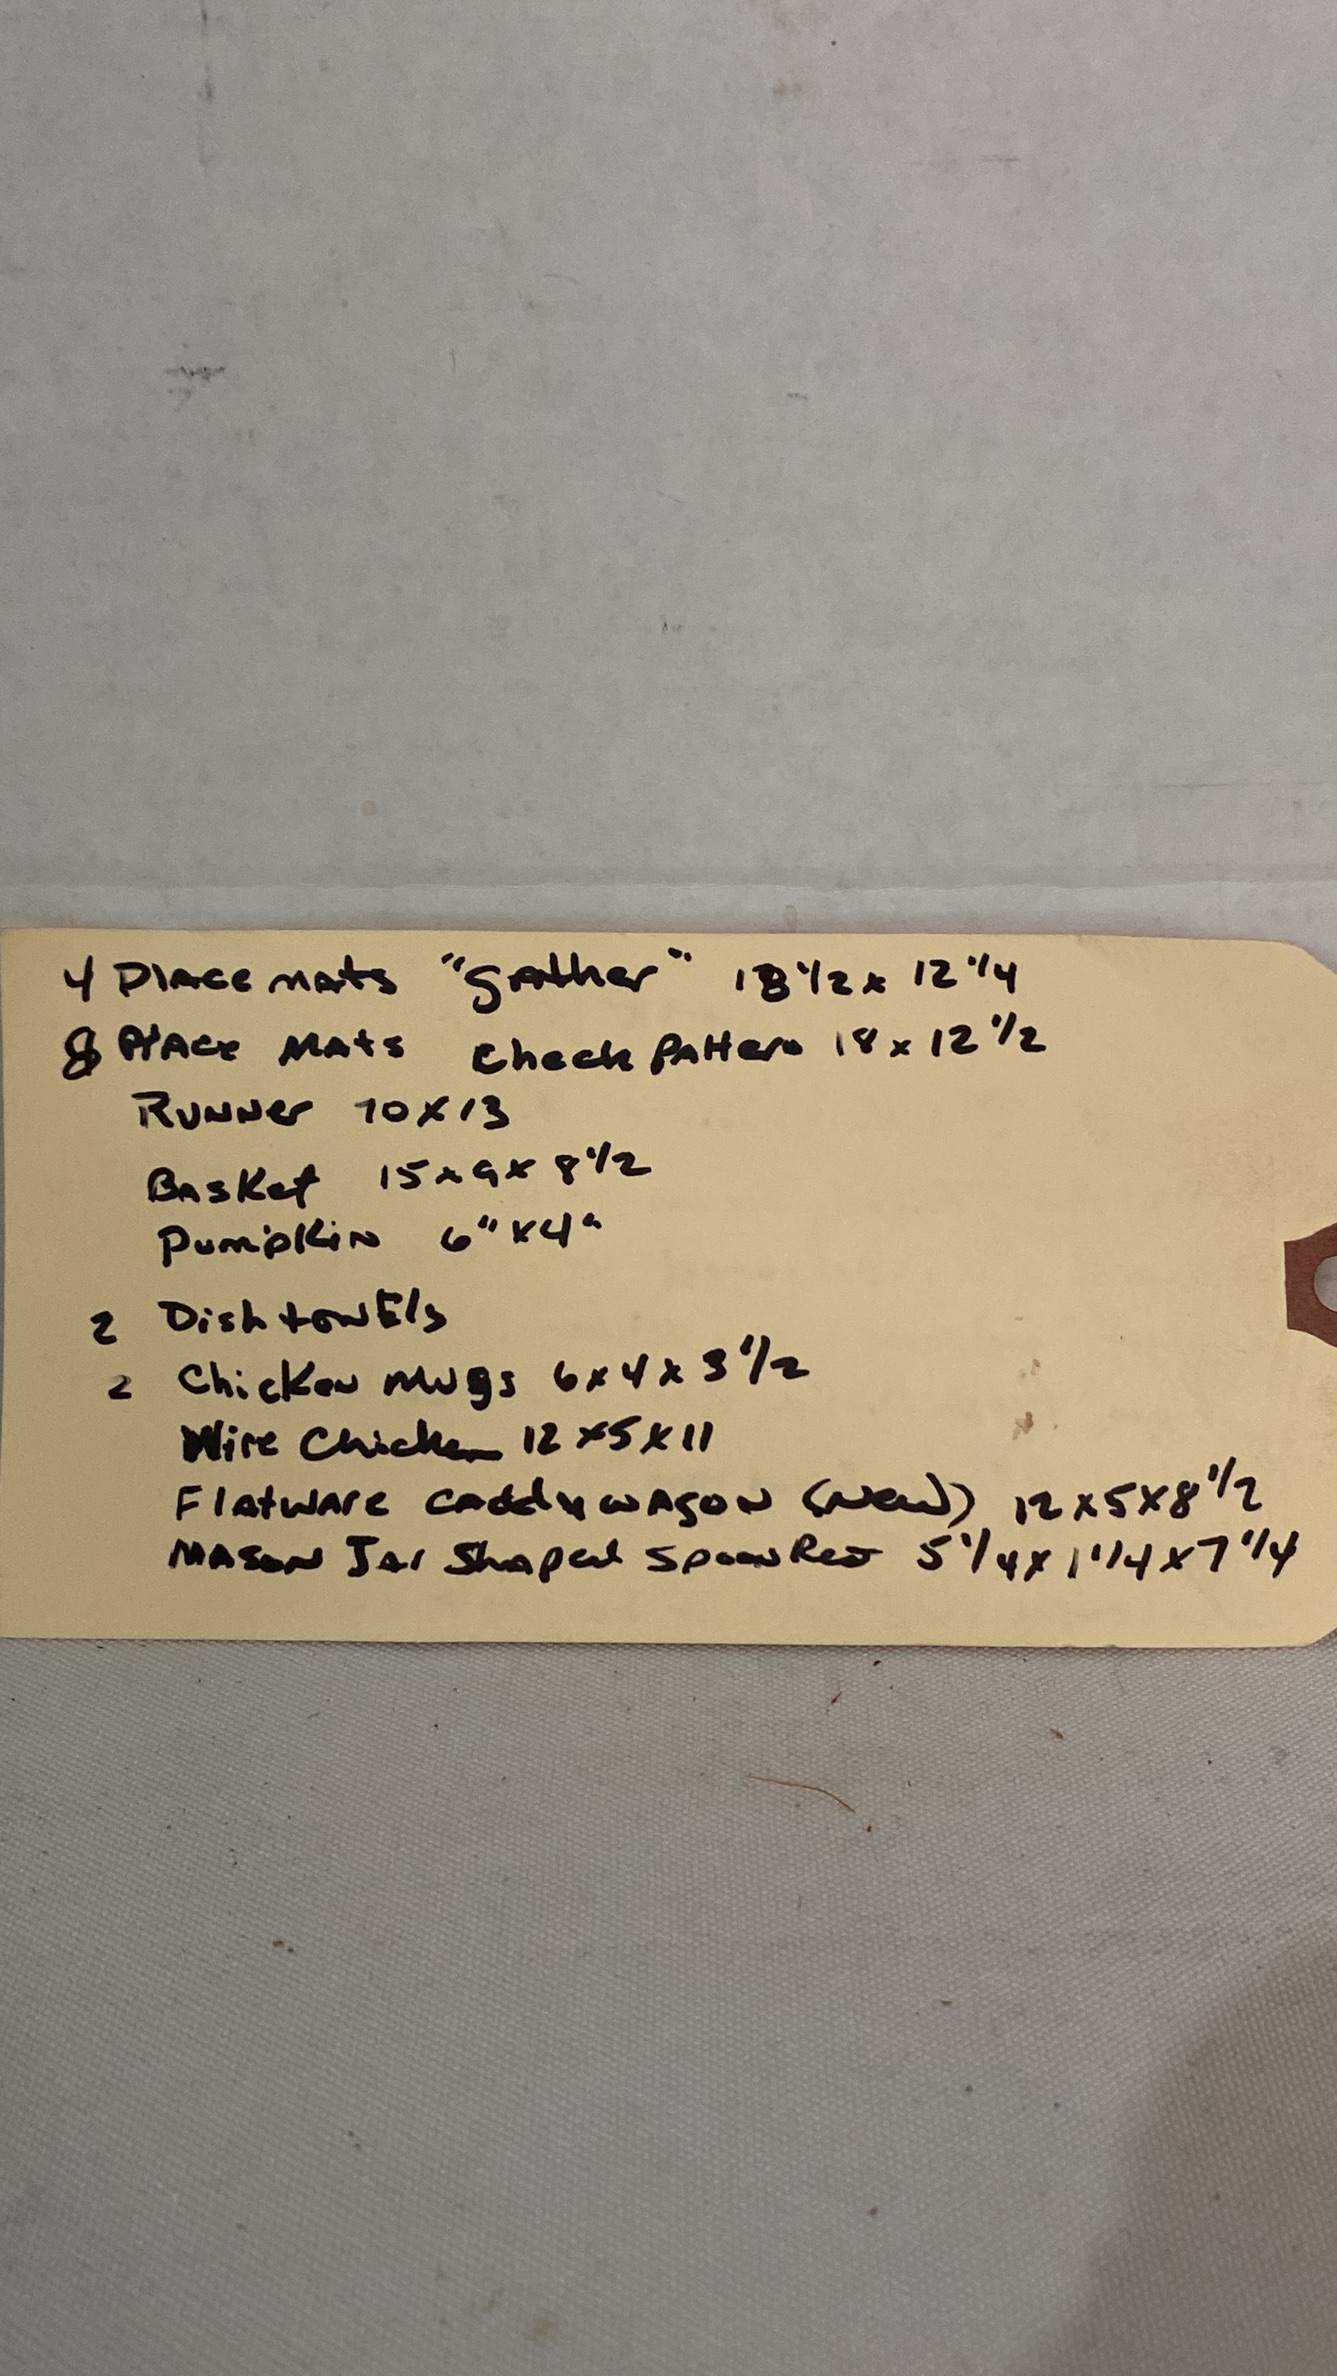 4 Place mats "gather" 18 1/2 x 12 1/4
8 Place Mats Check Pattern 18 x 12 1/2
Runner 70 x 13
Basket 15 x 9 x 8 1/2
Pumpkin 6" x 4"
2 Dish towEls
2 Chicken Mugs 6 x 4 x 3 1/2
Wire Chicken 12 x 5 x 11
Flatware caddy wagon (New) 12 x 5 x 8 1/2
Mason Jar Shaped Spoon Rest 5 1/4 x 1 1/4 x 7 1/4